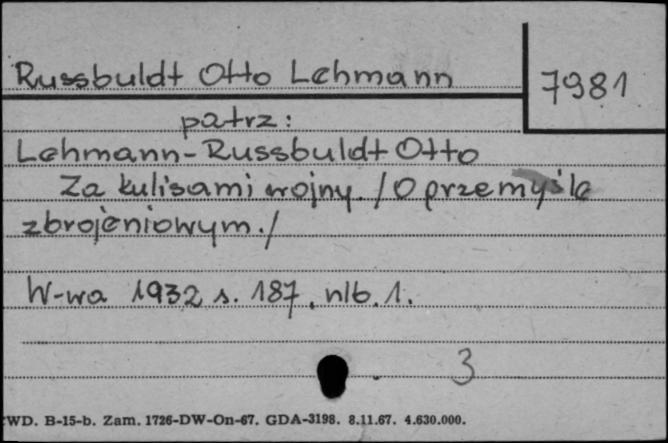 Russbuldt Otto Lehmann
7981
patrz:
Lehmann-Russbuldt Otto
Za kulisami wojny. /O przemyśle
zbrojeniowym./
W-wa 1932 s. 187, nlb. 1.
3
WD. B-15-b. Zam. 1726-DW-On-67. GDA-3198. 8.11.67. 4.630.000.